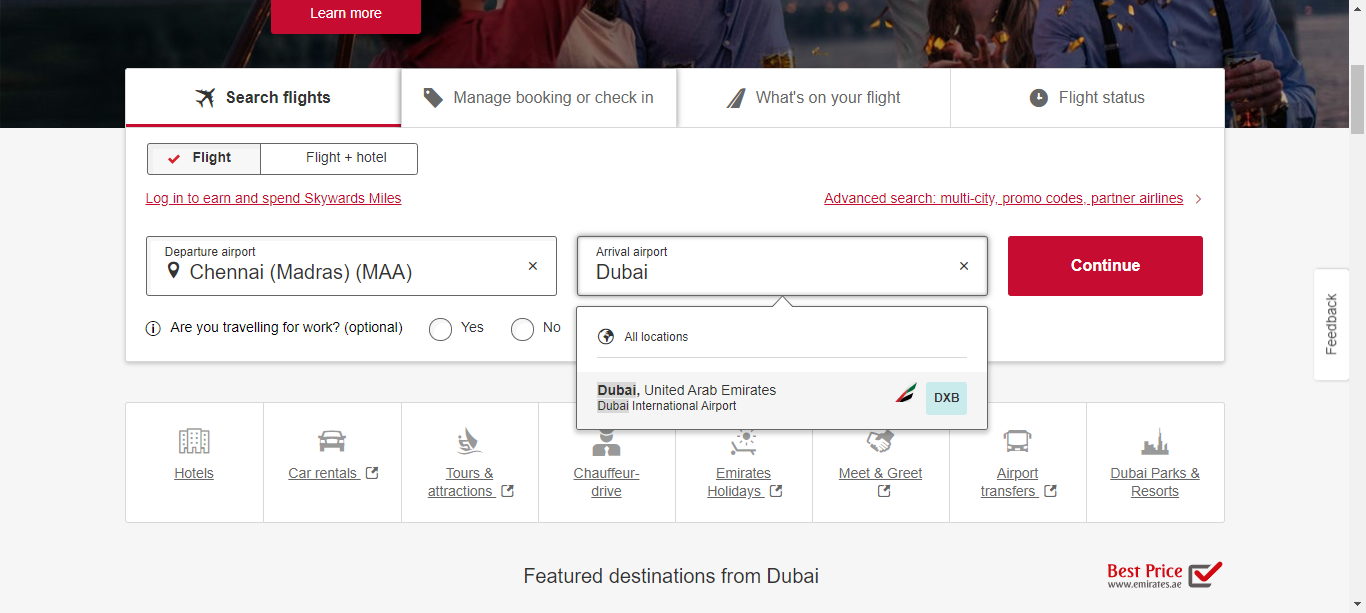 Learn more
Search flights
Manage booking or check in
What's on your flight
Flight status
Flight
Flight + hotel
Log in to earn and spend Skywards Miles
Advanced search: multi-city, promo codes, partner airlines
Departure airport
Chennai (Madras) (MAA)
Arrival airport
Dubai
Continue
Are you travelling for work? (optional)
Yes
No
All locations
Dubai, United Arab Emirates
Dubai International Airport
DXB
Feedback
Hotels
Car rentals
Tours &
attractions
Chauffeur-
drive
Emirates
Holidays
Meet & Greet
Airport
transfers
Dubai Parks &
Resorts
Featured destinations from Dubai
Best Price
www.emirates.ae